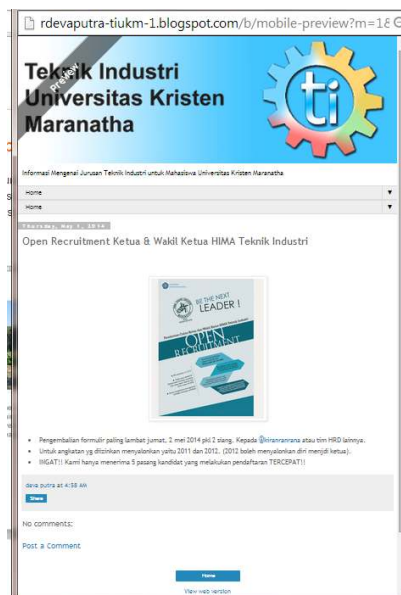 rdevaputra-tiukm-1.blogspot.com/b/mobile-preview?m=1&
Preview
Teknik Industri
Universitas Kristen
Maranatha
ti
Informasi Mengenai Jurusan Teknik Industri untuk Mahasiswa Universitas Kristen Maranatha
Home
Home
Thursday, May 1, 2014
Open Recruitment Ketua & Wakil Ketua HIMA Teknik Industri
BE THE NEXT
LEADER !
OPEN
RECRUITMENT
Pengembalian formulir paling lambat jumat, 2 mei 2014 pkl 2 siang. Kepada @kiranranrana atau tim HRD lainnya.
Untuk angkatan yg diizinkan menyalonkan yaitu 2011 dan 2012. (2012 boleh menyalonkan diri menjdi ketua).
INGAT!! Kami hanya menerima 5 pasang kandidat yang melakukan pendaftaran TERCEPAT!!
deva putra at 4:38 AM
Share
No comments:
Post a Comment
Home
View web version